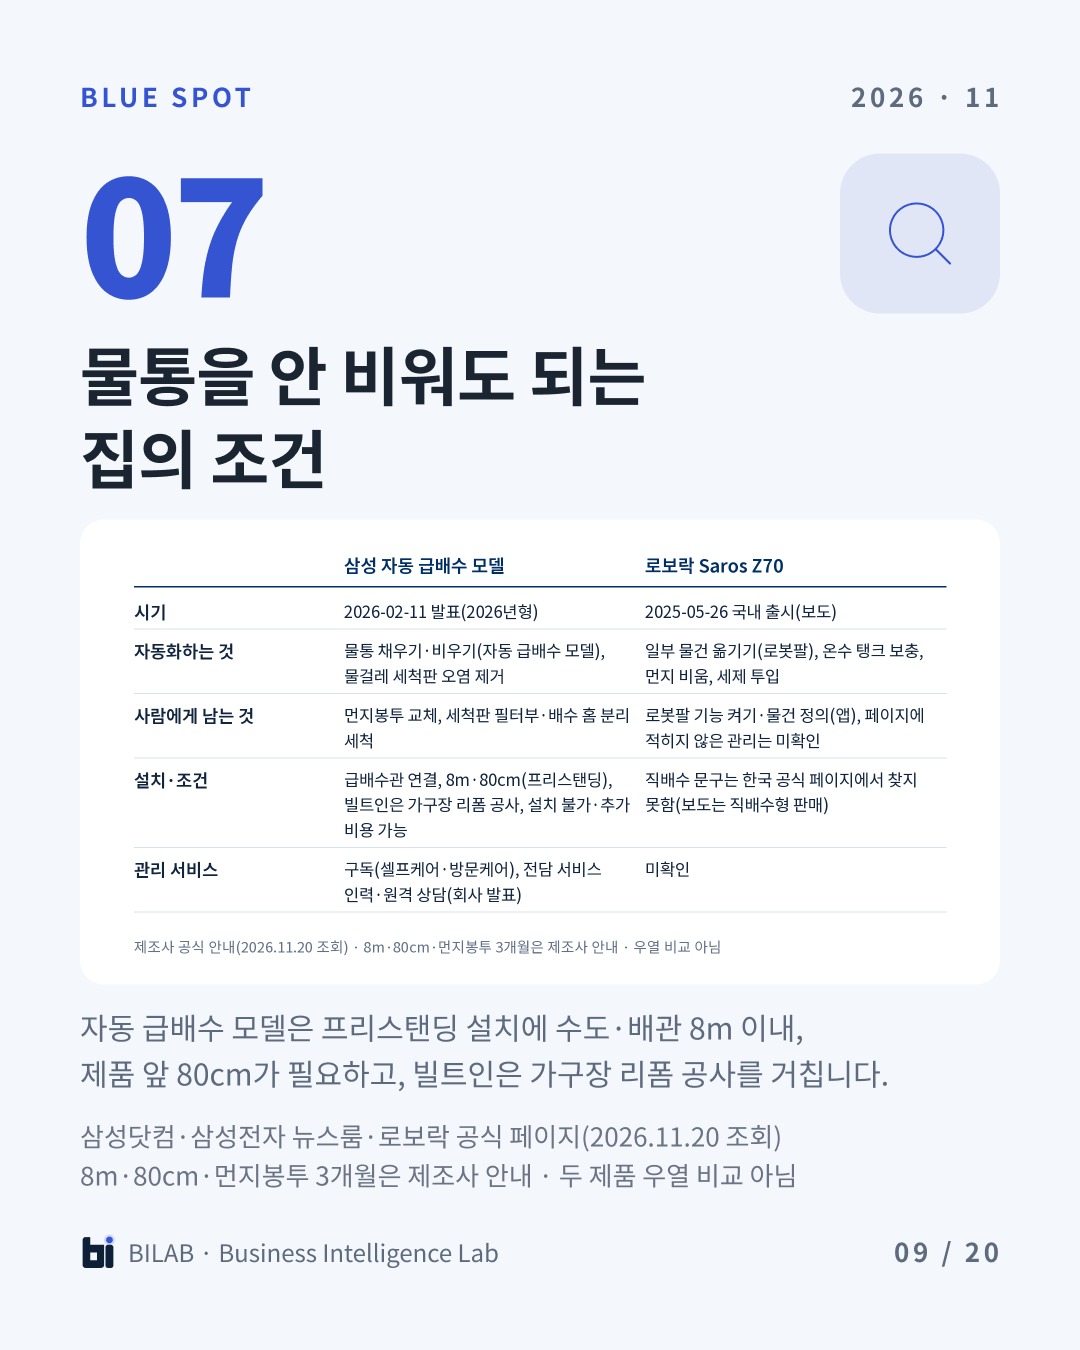 BLUE SPOT
2026 · 11
07
물통을 안 비워도 되는
집의 조건
삼성 자동 급배수 모델
로보락 Saros Z70
시기
2026-02-11 발표(2026년형)
2025-05-26 국내 출시(보도)
자동화하는 것
물통 채우기·비우기(자동 급배수 모델),
물걸레 세척판 오염 제거
일부 물건 옮기기(로봇팔), 온수 탱크 보충,
먼지 비움, 세제 투입
사람에게 남는 것
먼지봉투 교체, 세척판 필터부·배수 홈 분리
세척
로봇팔 기능 켜기·물건 정의(앱), 페이지에
적히지 않은 관리는 미확인
설치·조건
급배수관 연결, 8m·80cm(프리스탠딩),
빌트인은 가구장 리폼 공사, 설치 불가·추가
비용 가능
직배수 문구는 한국 공식 페이지에서 찾지
못함(보도는 직배수형 판매)
관리 서비스
구독(셀프케어·방문케어), 전담 서비스
인력·원격 상담(회사 발표)
미확인
제조사 공식 안내(2026.11.20 조회) · 8m·80cm·먼지봉투 3개월은 제조사 안내 · 우열 비교 아님
자동 급배수 모델은 프리스탠딩 설치에 수도·배관 8m 이내,
제품 앞 80cm가 필요하고, 빌트인은 가구장 리폼 공사를 거칩니다.
삼성닷컴·삼성전자 뉴스룸·로보락 공식 페이지(2026.11.20 조회)
8m·80cm·먼지봉투 3개월은 제조사 안내 · 두 제품 우열 비교 아님
bi BILAB · Business Intelligence Lab
09 / 20